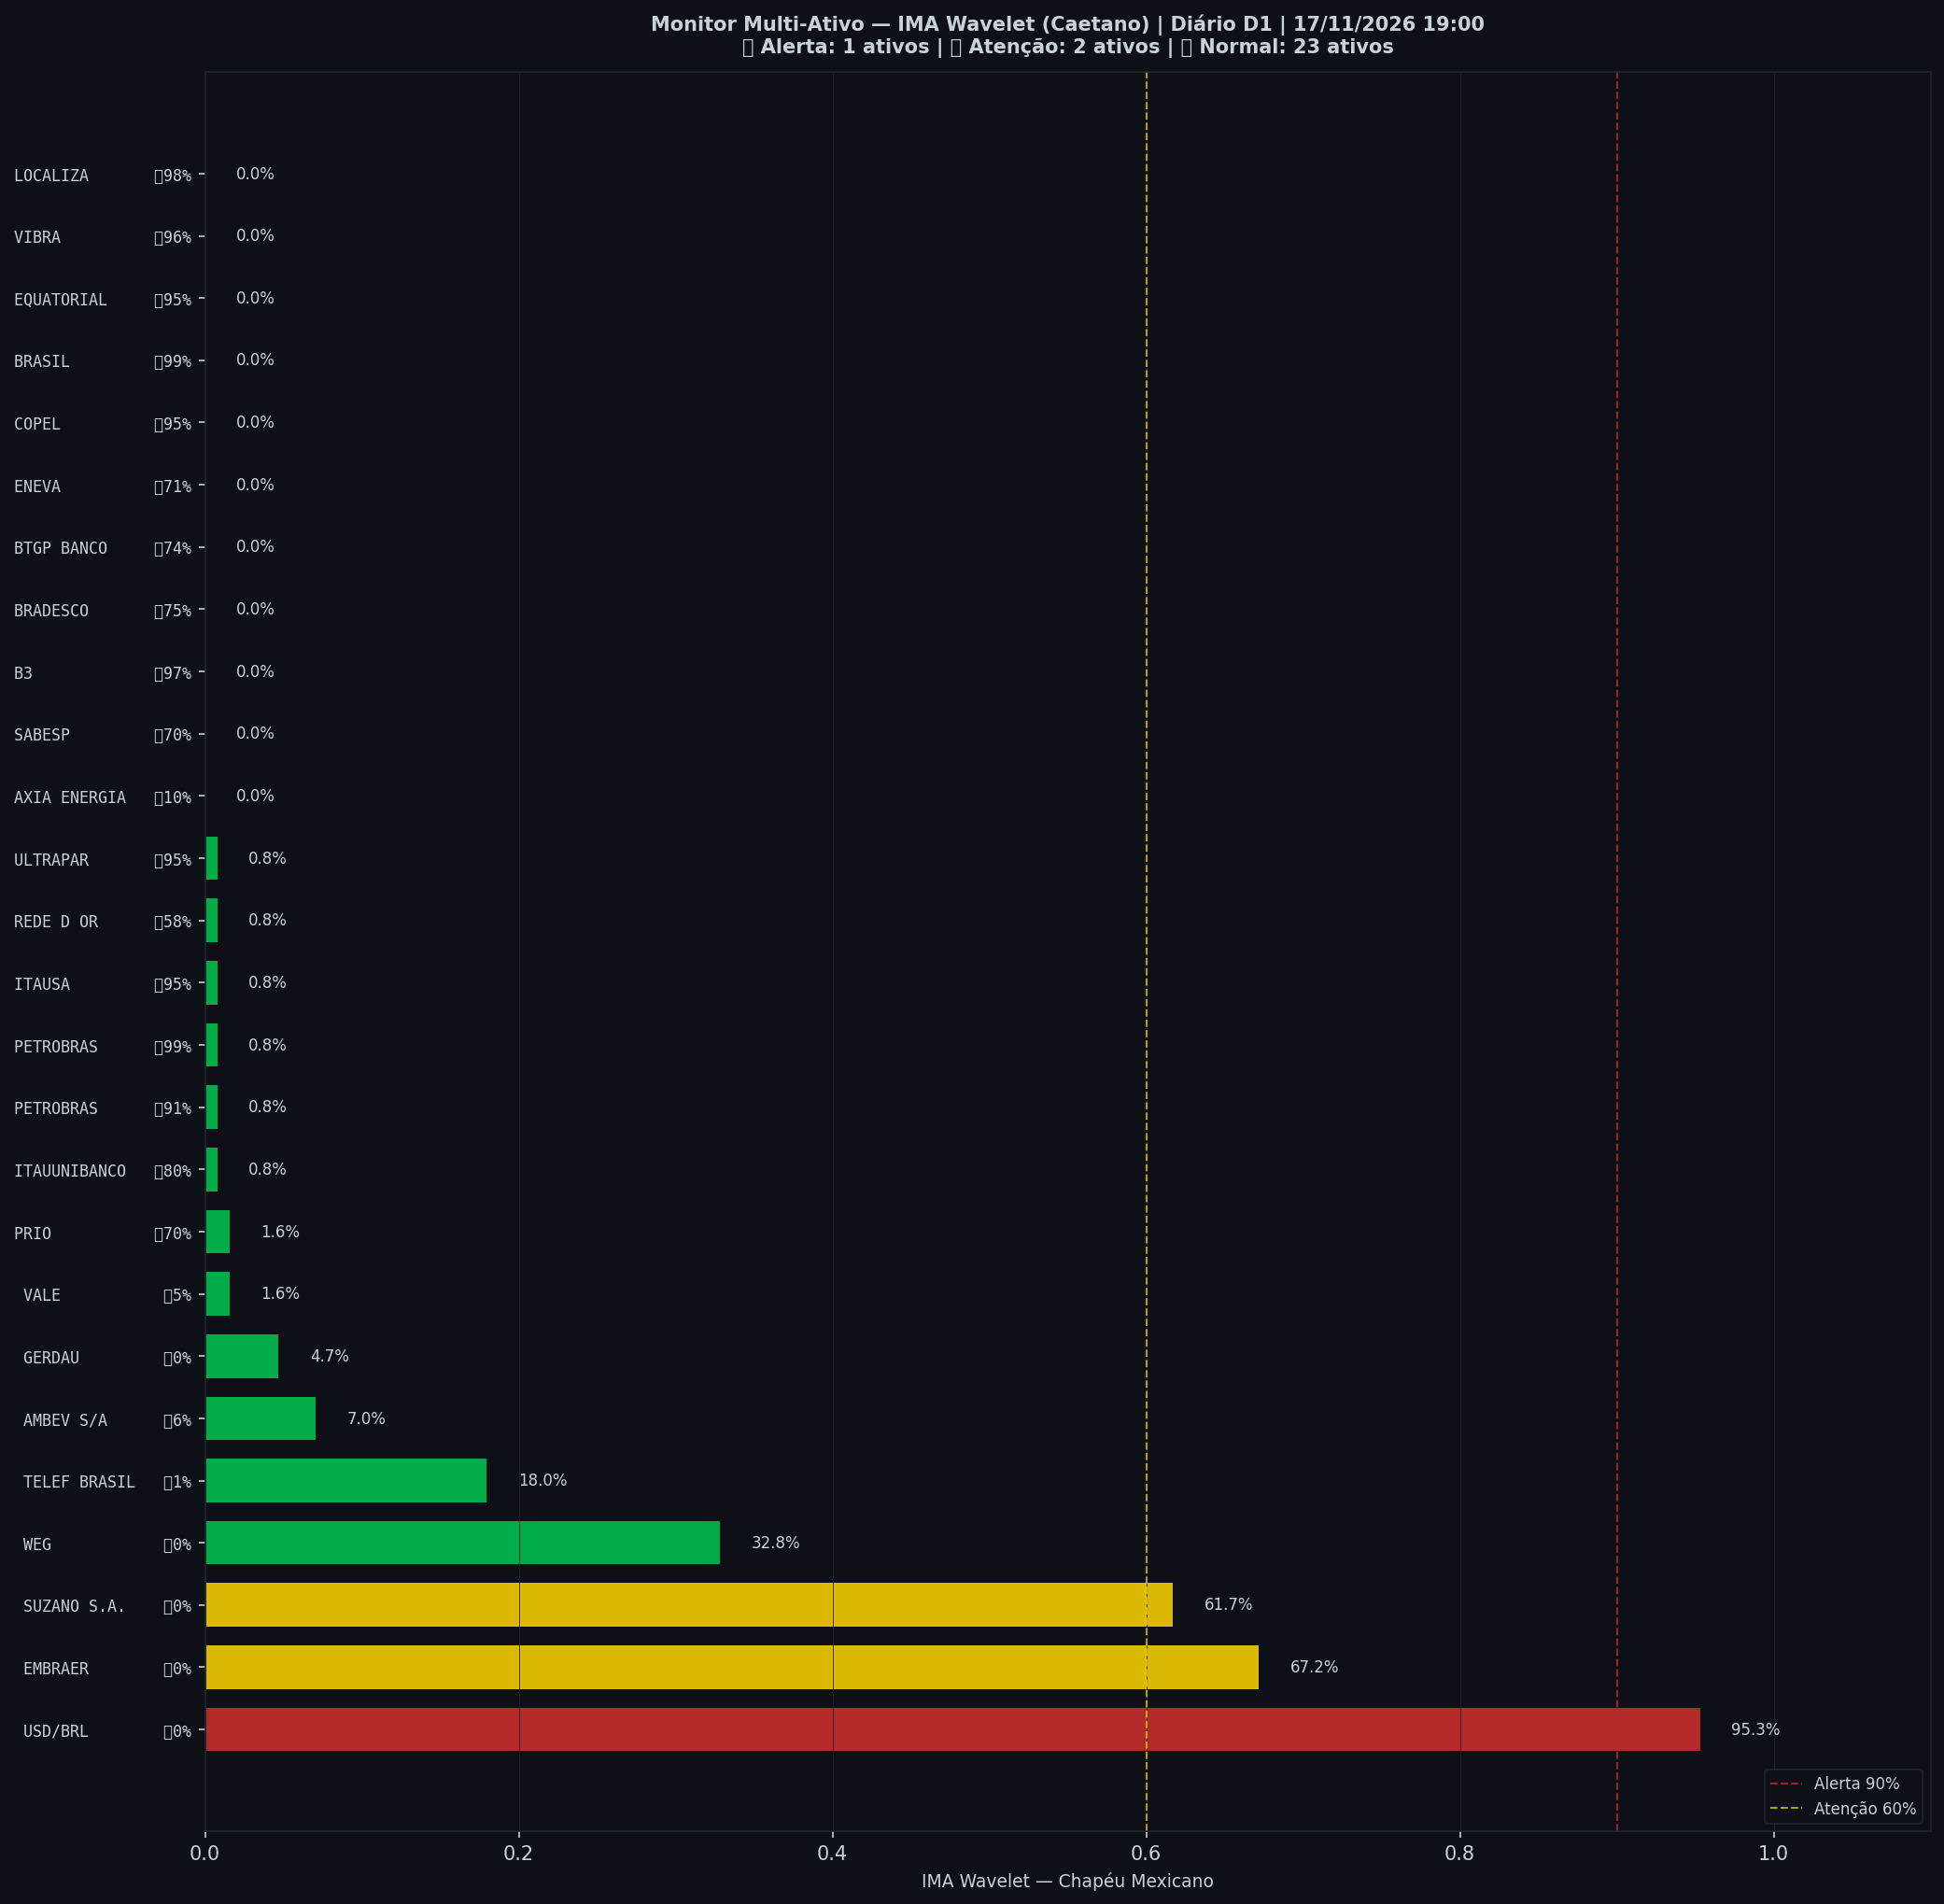 Monitor Multi-Ativo — IMA Wavelet (Caetano) | Diário D1 | 17/11/2026 19:00
▯ Alerta: 1 ativos | ▯ Atenção: 2 ativos | ▯ Normal: 23 ativos
LOCALIZA ▯98% 0.0%
VIBRA ▯96% 0.0%
EQUATORIAL ▯95% 0.0%
BRASIL ▯99% 0.0%
COPEL ▯95% 0.0%
ENEVA ▯71% 0.0%
BTGP BANCO ▯74% 0.0%
BRADESCO ▯75% 0.0%
B3 ▯97% 0.0%
SABESP ▯70% 0.0%
AXIA ENERGIA ▯10% 0.0%
ULTRAPAR ▯95% 0.8%
REDE D OR ▯58% 0.8%
ITAUSA ▯95% 0.8%
PETROBRAS ▯99% 0.8%
PETROBRAS ▯91% 0.8%
ITAUUNIBANCO ▯80% 0.8%
PRIO ▯70% 1.6%
VALE ▯5% 1.6%
GERDAU ▯0% 4.7%
AMBEV S/A ▯6% 7.0%
TELEF BRASIL ▯1% 18.0%
WEG ▯0% 32.8%
SUZANO S.A. ▯0% 61.7%
EMBRAER ▯0% 67.2%
USD/BRL ▯0% 95.3%
Alerta 90%
Atenção 60%
0.0 0.2 0.4 0.6 0.8 1.0
IMA Wavelet — Chapéu Mexicano